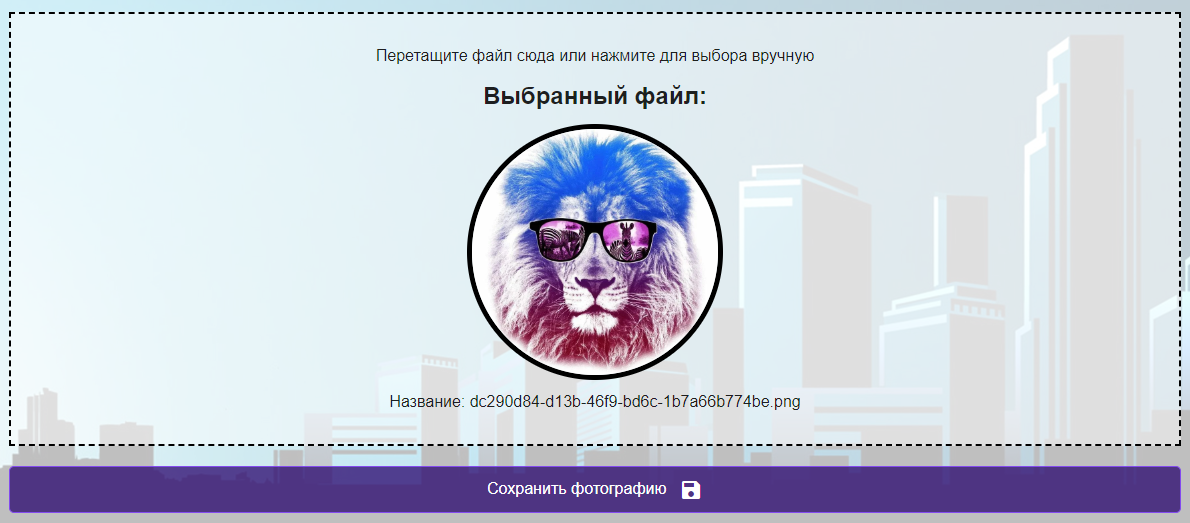 Перетащите файл сюда или нажмите для выбора вручную
Выбранный файл:
Название: dc290d84-d13b-46f9-bd6c-1b7a66b774be.png
Сохранить фотографию